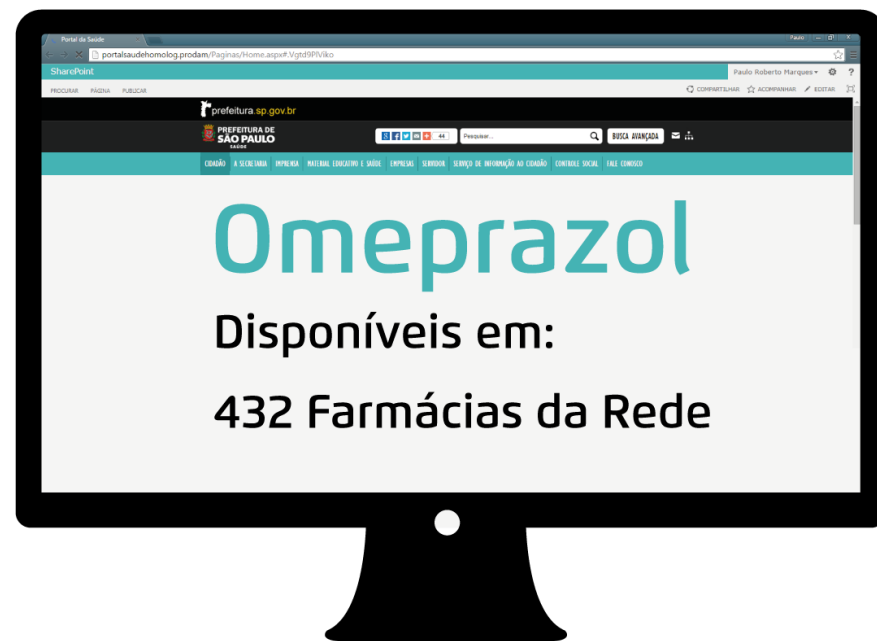 Portal da Saúde
Paulo
portalsaudehomolog.prodam/Paginas/Home.aspx#.Vgtd9PlViko
SharePoint
Paulo Roberto Marques
?
PROCURAR PÁGINA PUBLICAR
COMPARTILHAR ACOMPANHAR EDITAR
prefeitura.sp.gov.br
PREFEITURA DE
SÃO PAULO
SAÚDE
44
Pesquisar...
BUSCA AVANÇADA
CIDADÃO A SECRETARIA IMPRENSA MATERIAL EDUCATIVO E SAÚDE EMPRESAS SERVIDOR SERVIÇO DE INFORMAÇÃO AO CIDADÃO CONTROLE SOCIAL FALE CONOSCO
Omeprazol
Disponíveis em:
432 Farmácias da Rede